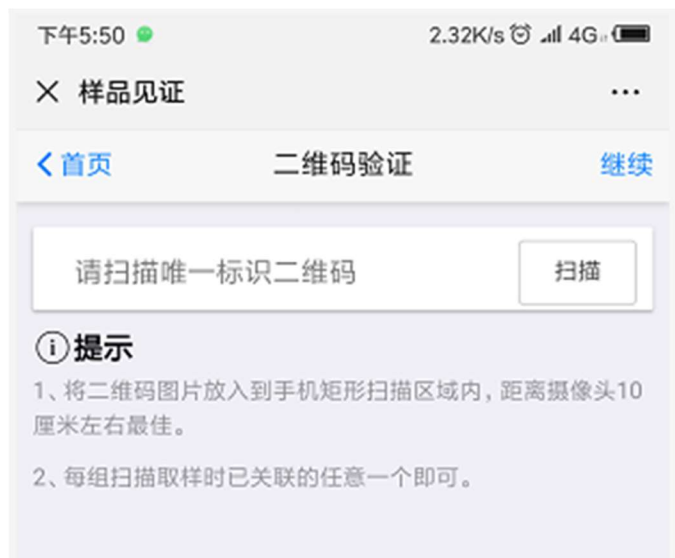 下午5:50 2.32K/s 4G
样品见证 ...
首页 二维码验证 继续
请扫描唯一标识二维码 扫描
提示
1、将二维码图片放入到手机矩形扫描区域内，距离摄像头10
厘米左右最佳。
2、每组扫描取样时已关联的任意一个即可。